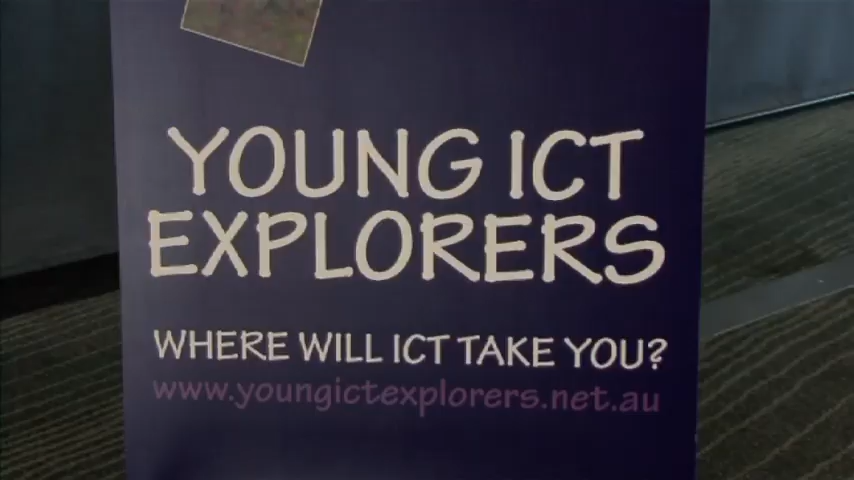 YOUNG ICT
EXPLORERS
WHERE WILL ICT TAKE YOU?
www.youngictexplorers.net.au